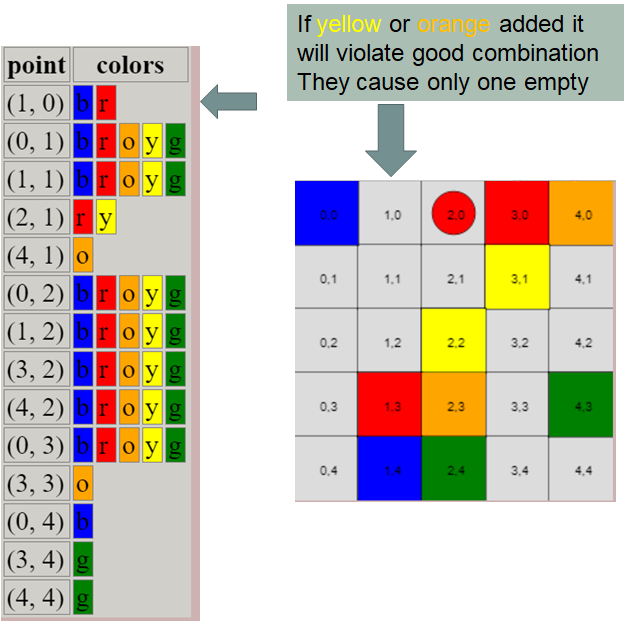 If yellow or orange added it
will violate good combination
They cause only one empty
point colors
(1, 0) b r
(0, 1) b r o y g
(1, 1) b r o y g
(2, 1) r y
(4, 1) o
(0, 2) b r o y g
(1, 2) b r o y g
(3, 2) b r o y g
(4, 2) b r o y g
(0, 3) b r o y g
(3, 3) o
(0, 4) b
(3, 4) g
(4, 4) g
0,0 1,0 2,0 3,0 4,0
0,1 1,1 2,1 3,1 4,1
0,2 1,2 2,2 3,2 4,2
0,3 1,3 2,3 3,3 4,3
0,4 1,4 2,4 3,4 4,4